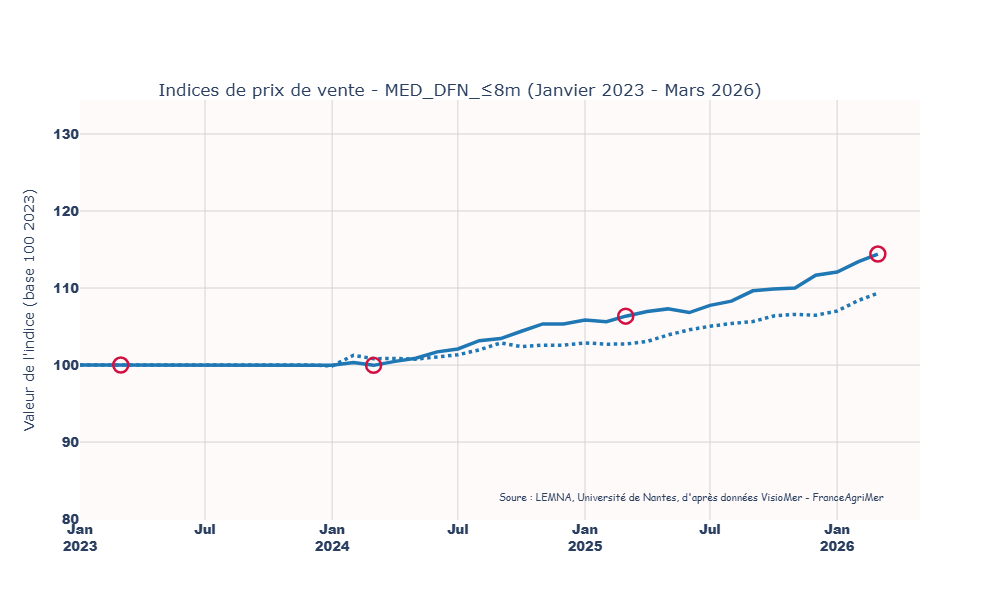 Indices de prix de vente - MED_DFN_≤8m (Janvier 2023 - Mars 2026)
Valeur de l'indice (base 100 2023)
130
120
110
100
90
80
Soure : LEMNA, Université de Nantes, d'après données VisioMer - FranceAgriMer
Jan Jul Jan Jul Jan Jul Jan
2023 2024 2025 2026